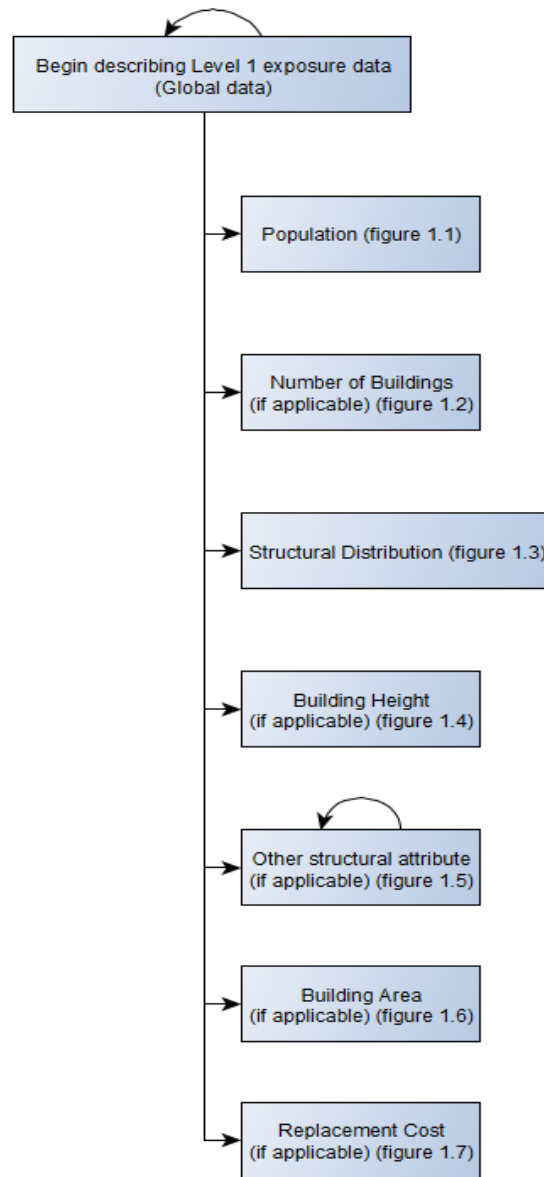 Begin describing Level 1 exposure data
(Global data)
Population (figure 1.1)
Number of Buildings
(if applicable) (figure 1.2)
Structural Distribution (figure 1.3)
Building Height
(if applicable) (figure 1.4)
Other structural attribute
(if applicable) (figure 1.5)
Building Area
(if applicable) (figure 1.6)
Replacement Cost
(if applicable) (figure 1.7)